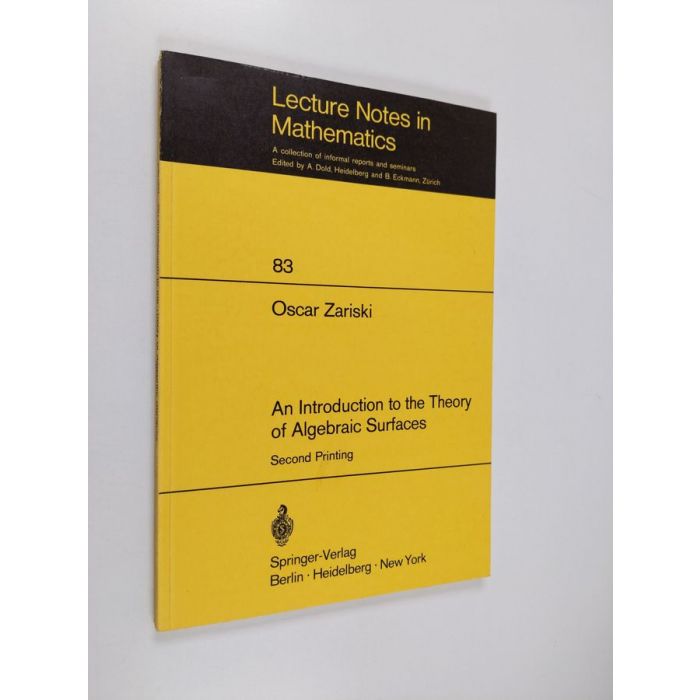 Lecture Notes in
Mathematics
A collection of informal reports and seminars
Edited by A. Dold, Heidelberg and B. Eckmann, Zürich
83
Oscar Zariski
An Introduction to the Theory
of Algebraic Surfaces
Second Printing
Springer-Verlag
Berlin · Heidelberg · New York